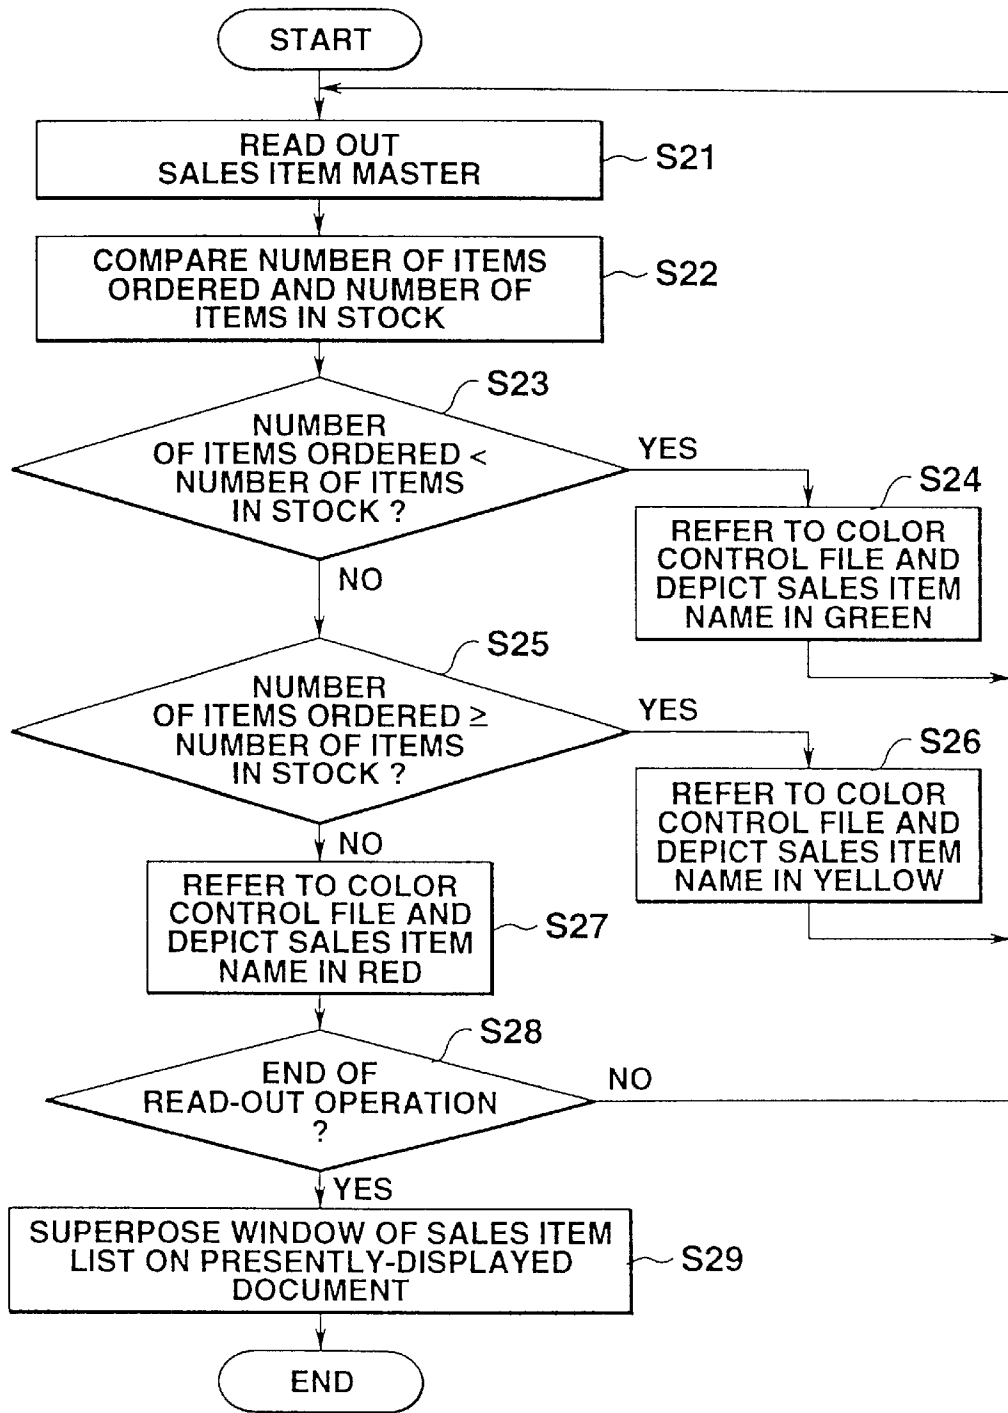 START
READ OUT
SALES ITEM MASTER
S21
COMPARE NUMBER OF ITEMS
ORDERED AND NUMBER OF
ITEMS IN STOCK
S22
S23
NUMBER
OF ITEMS ORDERED <
NUMBER OF ITEMS
IN STOCK ?
YES
NO
S24
REFER TO COLOR
CONTROL FILE AND
DEPICT SALES ITEM
NAME IN GREEN
S25
NUMBER
OF ITEMS ORDERED ≥
NUMBER OF ITEMS
IN STOCK ?
YES
NO
S26
REFER TO COLOR
CONTROL FILE AND
DEPICT SALES ITEM
NAME IN YELLOW
REFER TO COLOR
CONTROL FILE AND
DEPICT SALES ITEM
NAME IN RED
S27
S28
END OF
READ-OUT OPERATION
?
NO
YES
SUPERPOSE WINDOW OF SALES ITEM
LIST ON PRESENTLY-DISPLAYED
DOCUMENT
S29
END